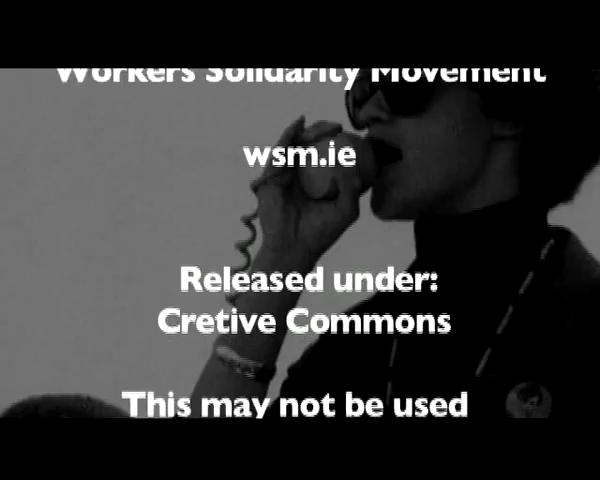 Workers Solidarity Movement
wsm.ie
Released under:
Cretive Commons
This may not be used